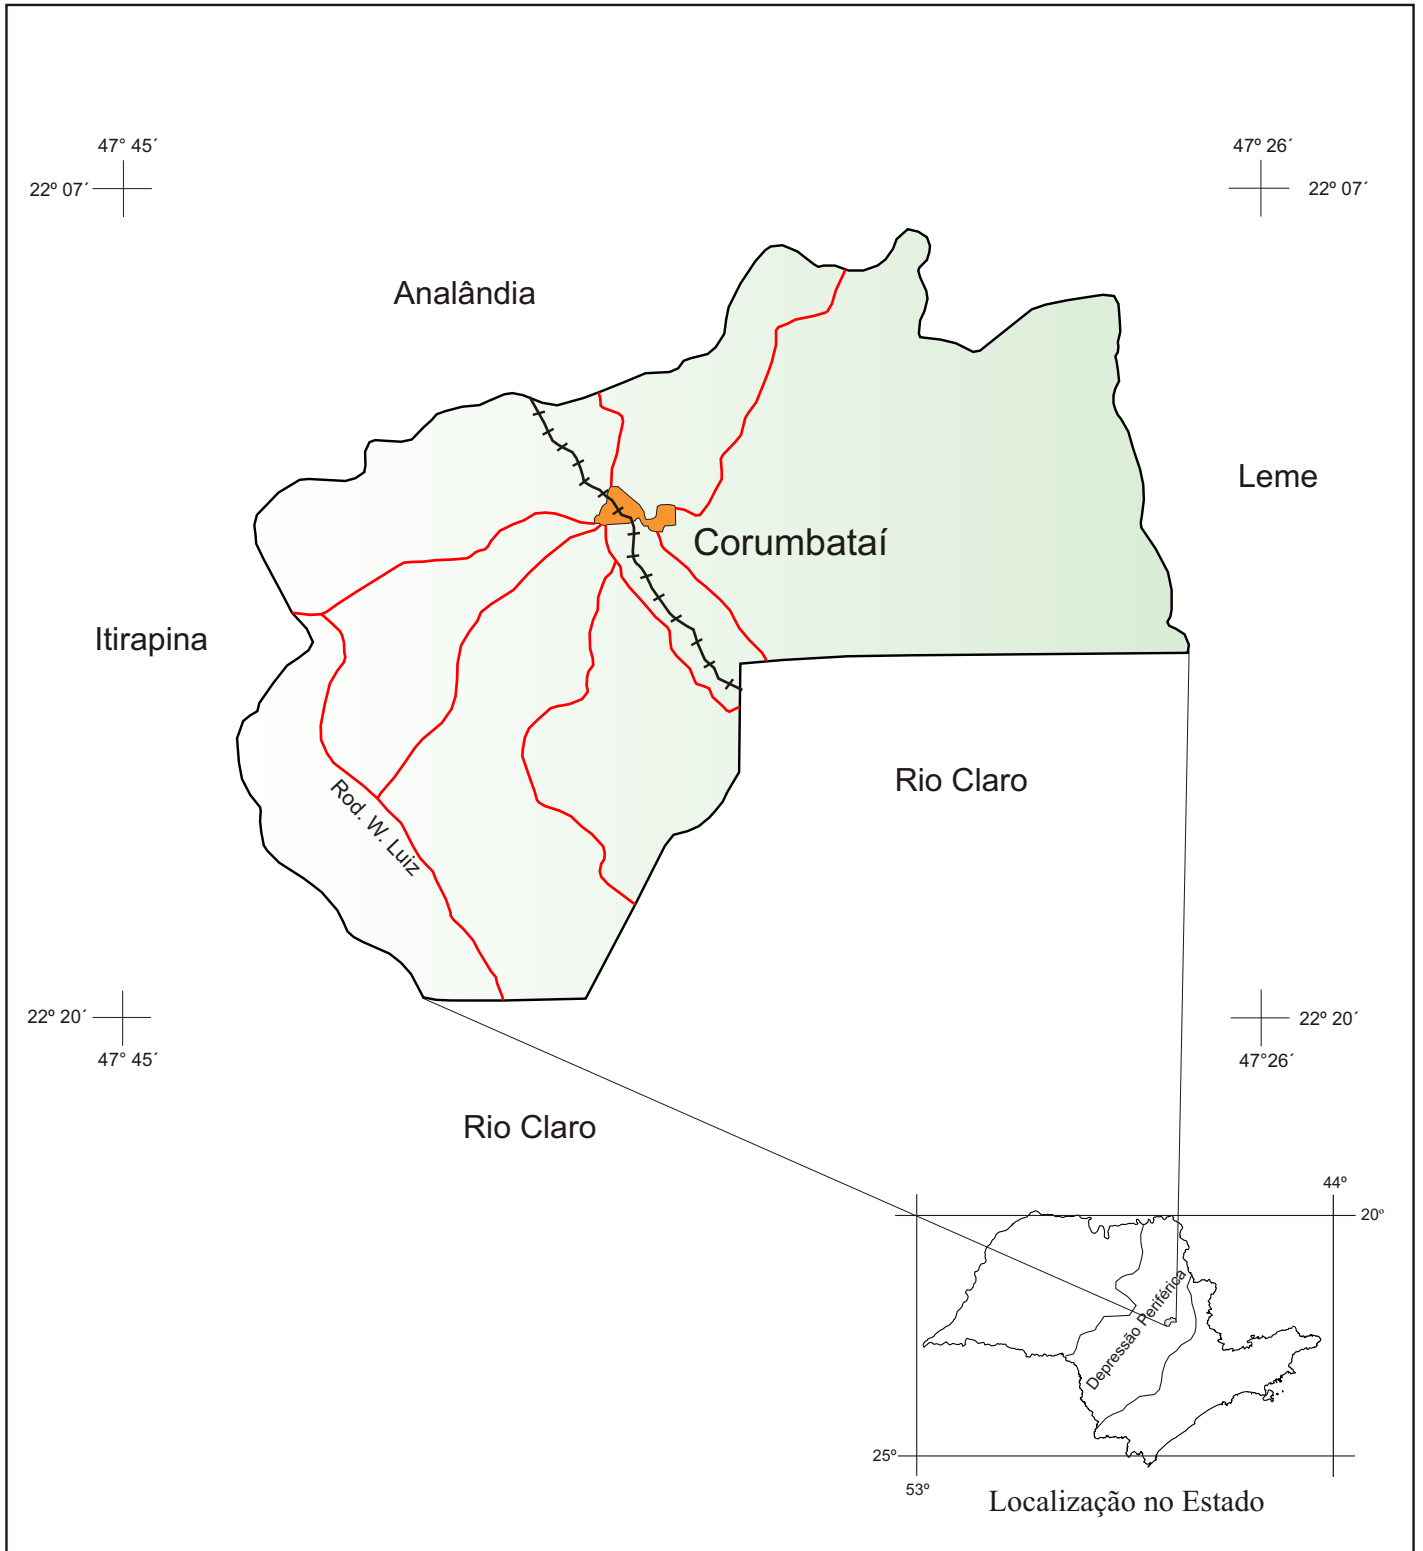 47° 45´
47º 26´
22º 07´
22º 07´
Analândia
Leme
Corumbataí
Itirapina
Rio Claro
Rod. W. Luiz
22º 20´
22º 20´
47° 45´
47°26´
Rio Claro
44º
20º
Depressão Periférica
25º
53º
Localização no Estado